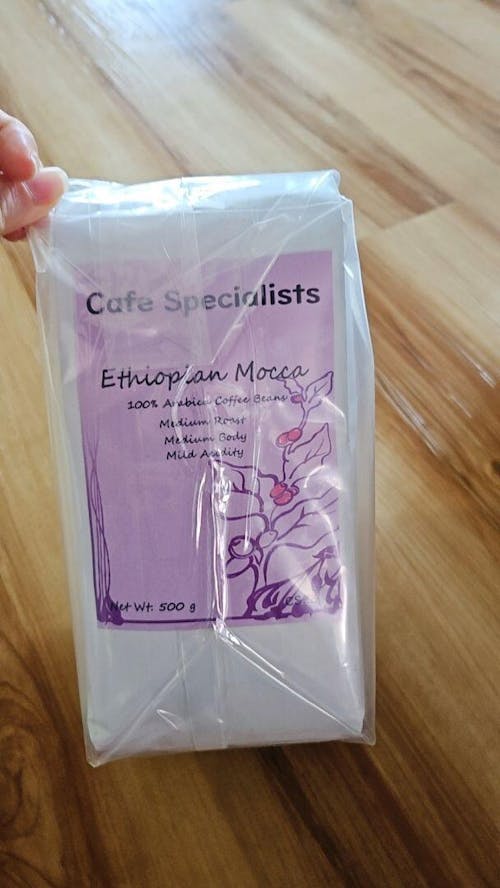 Cafe Specialists
Ethiopian Mocca
100% Arabica Coffee Beans
Medium Roast
Medium Body
Mild Acidity
Net Wt: 500 g